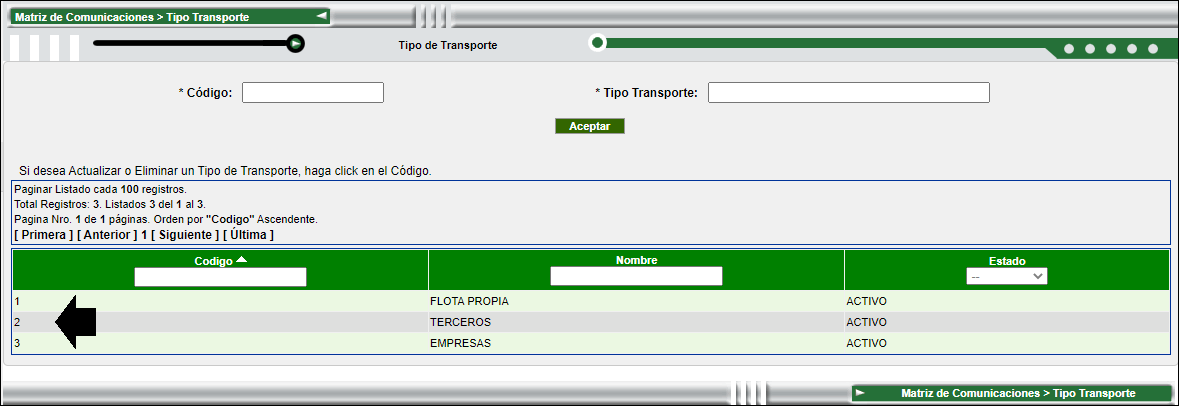 Matriz de Comunicaciones > Tipo Transporte
Tipo de Transporte
* Código: * Tipo Transporte:
Aceptar
Si desea Actualizar o Eliminar un Tipo de Transporte, haga click en el Código.
Paginar Listado cada 100 registros.
Total Registros: 3. Listados 3 del 1 al 3.
Pagina Nro. 1 de 1 páginas. Orden por "Codigo" Ascendente.
[ Primera ] [ Anterior ] 1 [ Siguiente ] [ Última ]
Codigo Nombre Estado
--
1 FLOTA PROPIA ACTIVO
2 TERCEROS ACTIVO
3 EMPRESAS ACTIVO
Matriz de Comunicaciones > Tipo Transporte